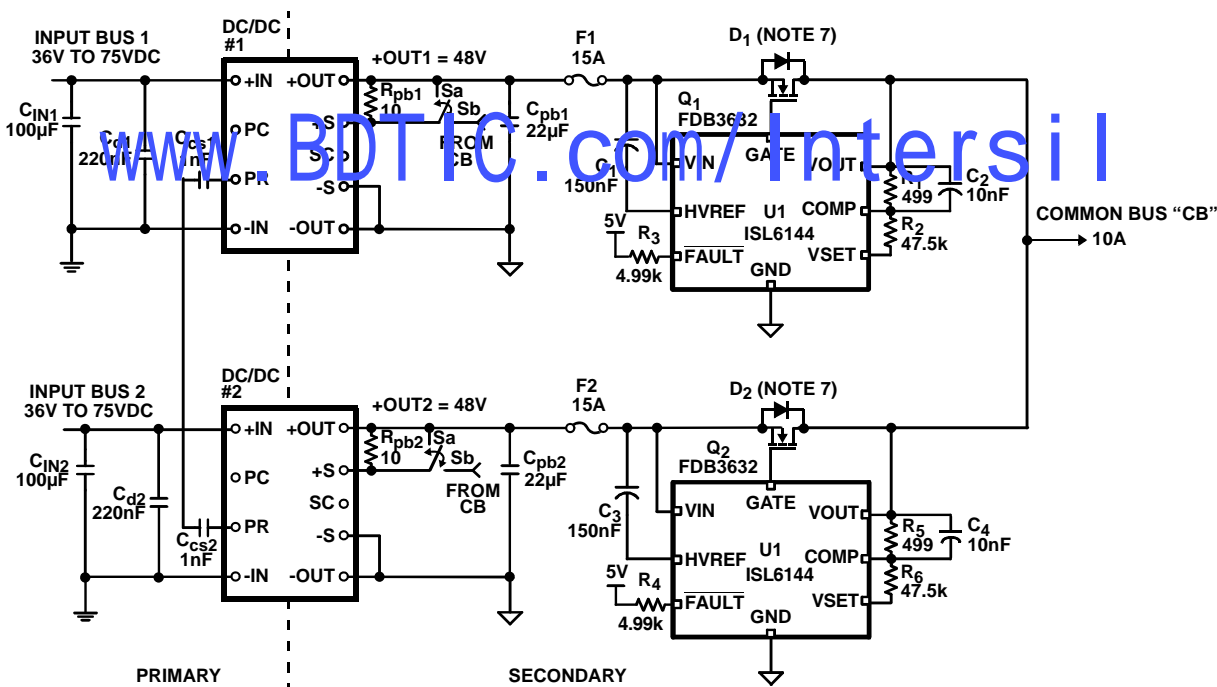 INPUT BUS 1
36V TO 75VDC
DC/DC
#1
+OUT1 = 48V
F1
15A
D1 (NOTE 7)
+IN
+OUT
Rpb1
10
Sa
Sb
FROM
CB
Cpb1
22µF
Q1
FDB3632
CIN1
100µF
Cd1
220nF
Ccs1
1nF
PC
+S
SC
PR
-S
-IN
-OUT
C1
150nF
VIN
GATE
VOUT
R1
499
C2
10nF
HVREF
U1
ISL6144
COMP
R2
47.5k
5V
R3
4.99k
FAULT
GND
VSET
COMMON BUS “CB”
10A
www.BDTIC.com/Intersil
INPUT BUS 2
36V TO 75VDC
DC/DC
#2
+OUT2 = 48V
F2
15A
D2 (NOTE 7)
+IN
+OUT
Rpb2
10
Sa
Sb
FROM
CB
Cpb2
22µF
Q2
FDB3632
CIN2
100µF
Cd2
220nF
Ccs2
1nF
PC
+S
SC
PR
-S
-IN
-OUT
C3
150nF
VIN
GATE
VOUT
R5
499
C4
10nF
HVREF
U1
ISL6144
COMP
R6
47.5k
5V
R4
4.99k
FAULT
GND
VSET
PRIMARY
SECONDARY